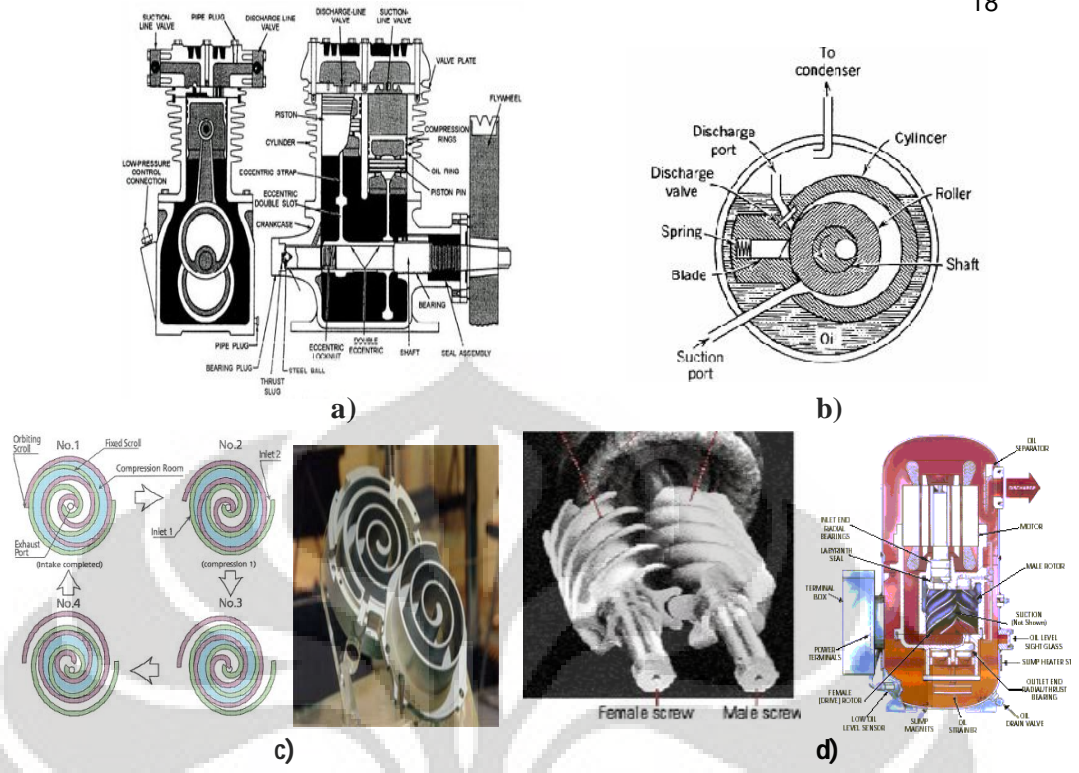 18
SUCTION-
LINE VALVE
PIPE PLUG
DISCHARGE LINE
VALVE
DISCHARGE-LINE
VALVE
SUCTION-
LINE VALVE
VALVE PLATE
FLYWHEEL
PISTON
CYLINDER
COMPRESSION
RINGS
LOW-PRESSURE
CONTROL
CONNECTION
ECCENTRIC STRAP
OIL RING
ECCENTRIC
DOUBLE SLOT
PISTON PIN
CRANKCASE
BEARING
PIPE PLUG
BEARING PLUG
STEEL BALL
THRUST
SLUG
ECCENTRIC
LOCKNUT
DOUBLE
ECCENTRIC
SHAFT
SEAL ASSEMBLY
a)
To
condenser
Discharge
port
Cylincer
Discharge
valve
Roller
Spring
Shaft
Blade
Oi
Suction
port
b)
Orbiting
Scroll
No.1
Fixed Scroll
No.2
Inlet 2
Compression Room
Inlet 1
Exhaust
Port
(Intake completed)
(compression 1)
No.4
No.3
c)
Female screw
Male screw
OIL
SEPARATOR
DISCHARGE
INLET END
RADIAL
BEARINGS
MOTOR
LABYRINTH
SEAL
MALE ROTOR
TERMINAL
BOX
SUCTION
(Not Shown)
OIL LEVEL
SIGHT GLASS
POWER
TERMINALS
SUMP HEATER ST
OUTLET END
RADIAL/THRUST
BEARING
FEMALE
(DRIVE) ROTOR
LOW OIL
LEVEL SENSOR
SUMP
MAGNETS
OIL
STRAINER
OIL
DRAIN VALVE
d)